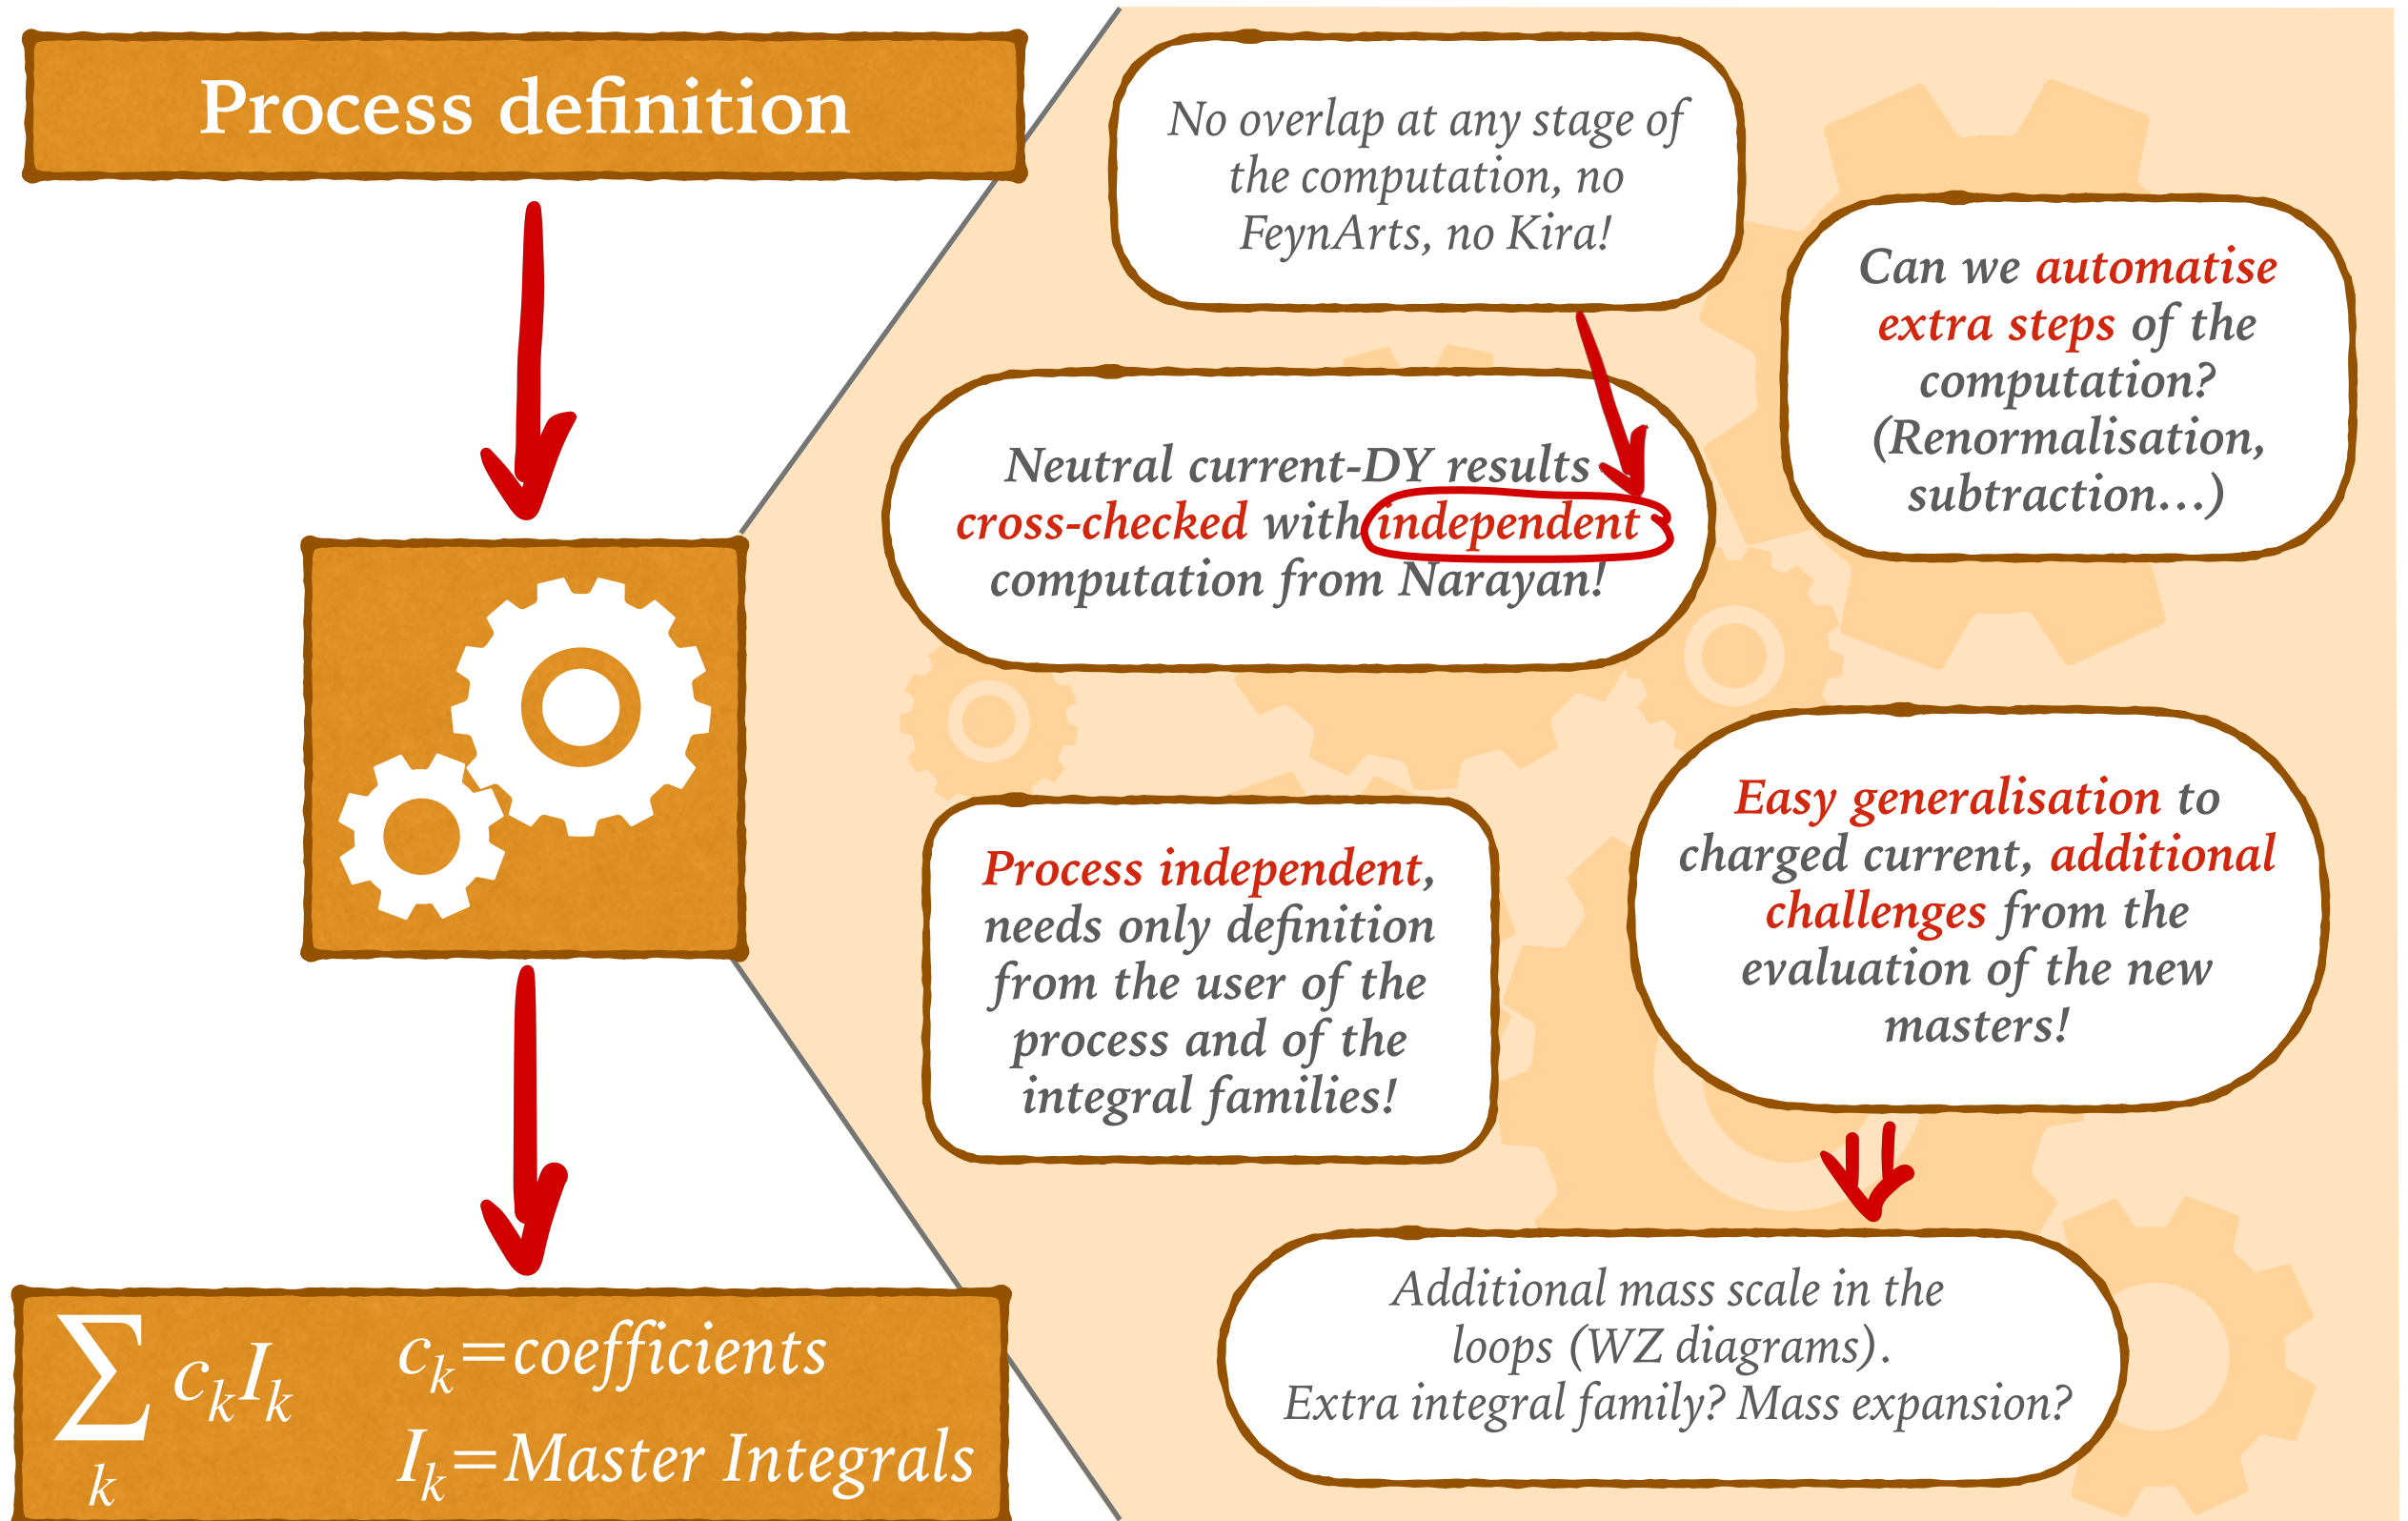 Process definition
∑
k
c_k I_k
c_k=coefficients
I_k=Master Integrals
No overlap at any stage of
the computation, no
FeynArts, no Kira!
Can we automatise
extra steps of the
computation?
(Renormalisation,
subtraction…)
Neutral current-DY results
cross-checked with independent
computation from Narayan!
Process independent,
needs only definition
from the user of the
process and of the
integral families!
Easy generalisation to
charged current, additional
challenges from the
evaluation of the new
masters!
Additional mass scale in the
loops (WZ diagrams).
Extra integral family? Mass expansion?